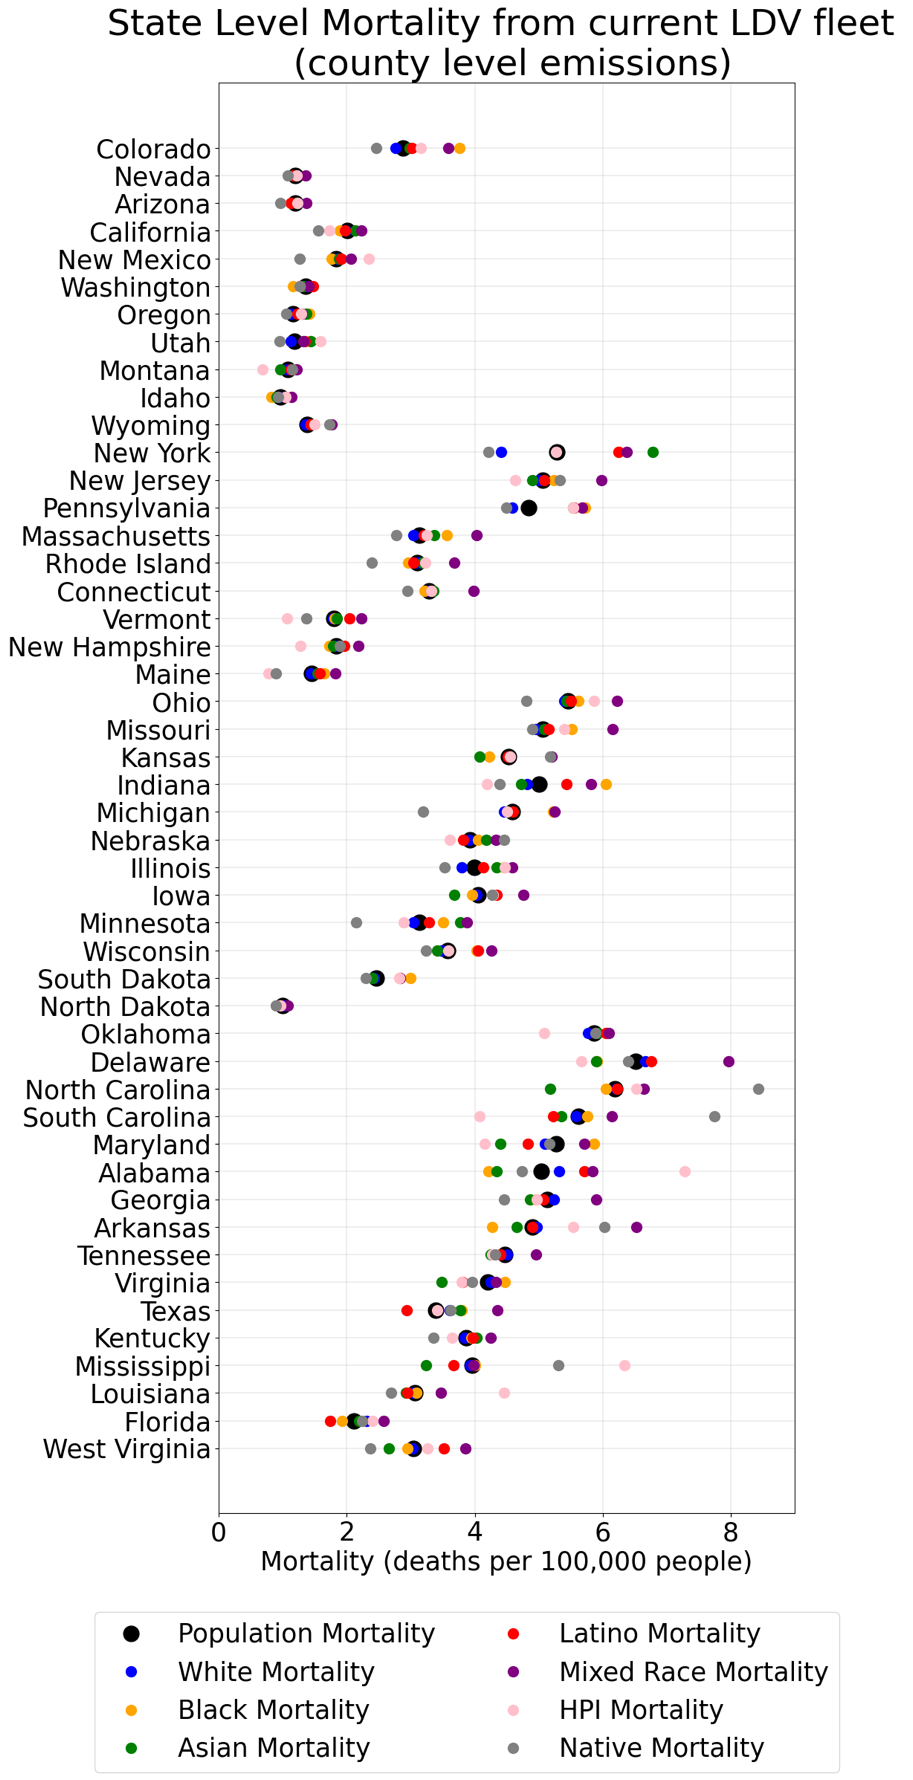 State Level Mortality from current LDV fleet
(county level emissions)
Colorado
Nevada
Arizona
California
New Mexico
Washington
Oregon
Utah
Montana
Idaho
Wyoming
New York
New Jersey
Pennsylvania
Massachusetts
Rhode Island
Connecticut
Vermont
New Hampshire
Maine
Ohio
Missouri
Kansas
Indiana
Michigan
Nebraska
Illinois
Iowa
Minnesota
Wisconsin
South Dakota
North Dakota
Oklahoma
Delaware
North Carolina
South Carolina
Maryland
Alabama
Georgia
Arkansas
Tennessee
Virginia
Texas
Kentucky
Mississippi
Louisiana
Florida
West Virginia
0 2 4 6 8
Mortality (deaths per 100,000 people)
Population Mortality
White Mortality
Black Mortality
Asian Mortality
Latino Mortality
Mixed Race Mortality
HPI Mortality
Native Mortality